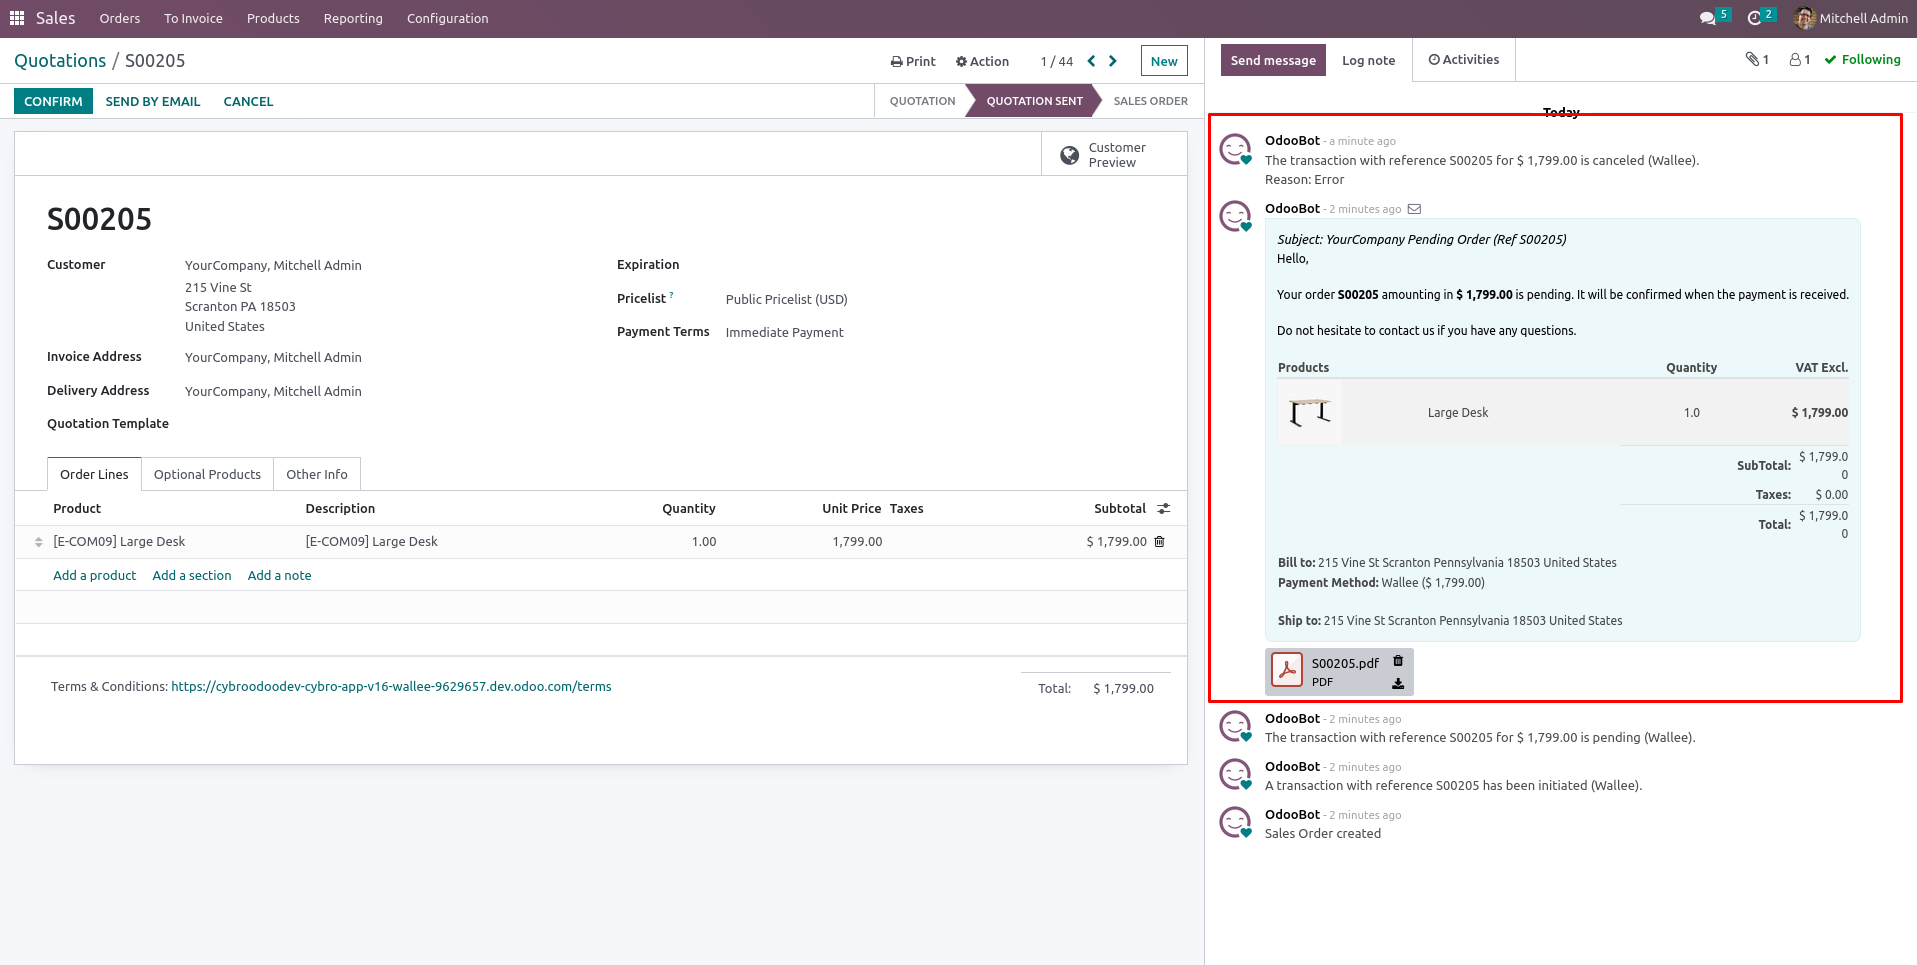 Sales Orders To Invoice Products Reporting Configuration 5 2 Mitchell Admin
Quotations / S00205 Print Action 1 / 44 New
CONFIRM SEND BY EMAIL CANCEL QUOTATION QUOTATION SENT SALES ORDER
Customer
Preview
S00205
Customer YourCompany, Mitchell Admin
215 Vine St
Scranton PA 18503
United States
Invoice Address YourCompany, Mitchell Admin
Delivery Address YourCompany, Mitchell Admin
Quotation Template
Expiration
Pricelist ? Public Pricelist (USD)
Payment Terms Immediate Payment
Order Lines Optional Products Other Info
Product Description Quantity Unit Price Taxes Subtotal
[E-COM09] Large Desk [E-COM09] Large Desk 1.00 1,799.00 $ 1,799.00
Add a product Add a section Add a note
Terms & Conditions: https://cybroodoodev-cybro-app-v16-wallee-9629657.dev.odoo.com/terms
Total: $ 1,799.00
Send message Log note Activities 1 1 Following
Today
OdooBot - a minute ago
The transaction with reference S00205 for $ 1,799.00 is canceled (Wallee).
Reason: Error
OdooBot - 2 minutes ago
Subject: YourCompany Pending Order (Ref S00205)
Hello,
Your order S00205 amounting in $ 1,799.00 is pending. It will be confirmed when the payment is received.
Do not hesitate to contact us if you have any questions.
Products Quantity VAT Excl.
Large Desk 1.0 $ 1,799.00
SubTotal: $ 1,799.0
0
Taxes: $ 0.00
Total: $ 1,799.0
0
Bill to: 215 Vine St Scranton Pennsylvania 18503 United States
Payment Method: Wallee ($ 1,799.00)
Ship to: 215 Vine St Scranton Pennsylvania 18503 United States
S00205.pdf
PDF
OdooBot - 2 minutes ago
The transaction with reference S00205 for $ 1,799.00 is pending (Wallee).
OdooBot - 2 minutes ago
A transaction with reference S00205 has been initiated (Wallee).
OdooBot - 2 minutes ago
Sales Order created